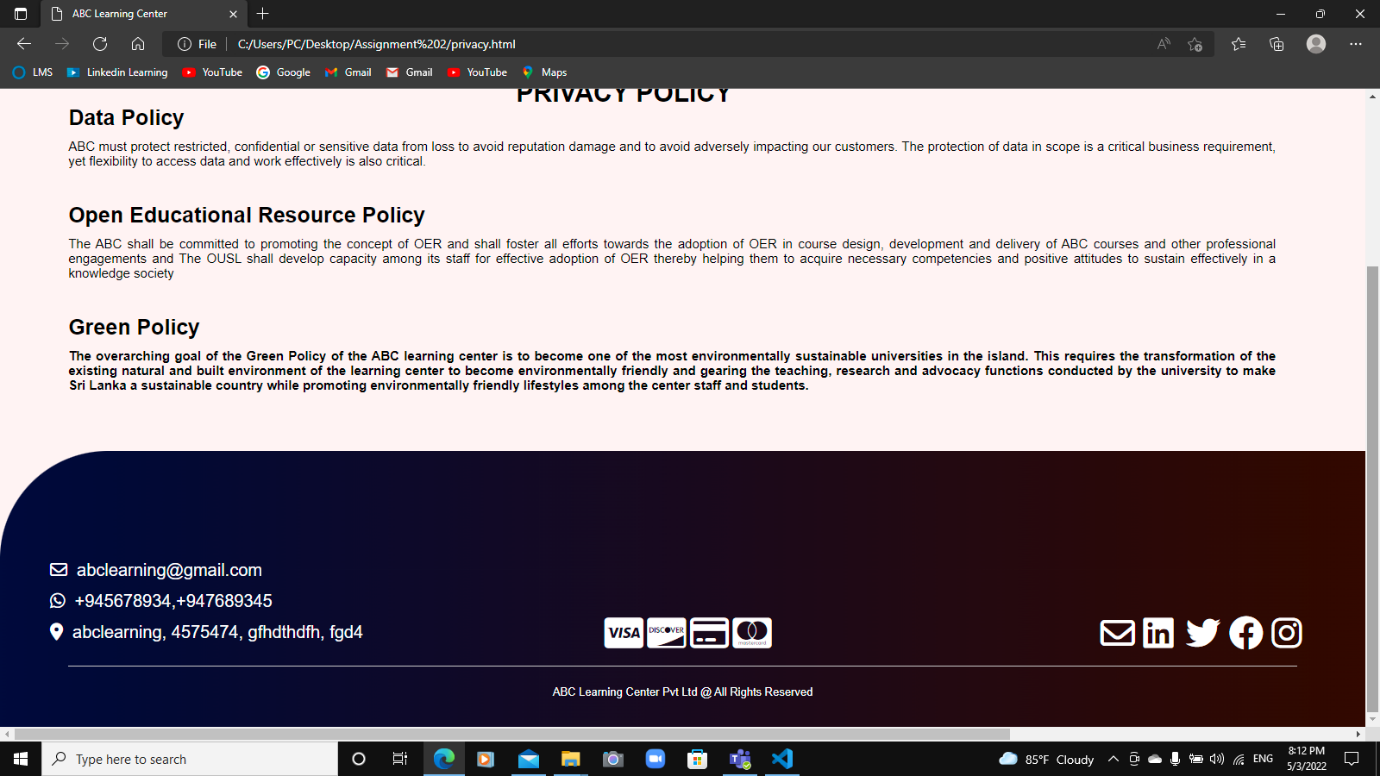 ABC Learning Center
File
C:/Users/PC/Desktop/Assignment%202/privacy.html
LMS
Linkedin Learning
YouTube
Google
Gmail
Gmail
YouTube
Maps
PRIVACY POLICY
Data Policy
ABC must protect restricted, confidential or sensitive data from loss to avoid reputation damage and to avoid adversely impacting our customers. The protection of data in scope is a critical business requirement,
yet flexibility to access data and work effectively is also critical.
Open Educational Resource Policy
The ABC shall be committed to promoting the concept of OER and shall foster all efforts towards the adoption of OER in course design, development and delivery of ABC courses and other professional
engagements and The OUSL shall develop capacity among its staff for effective adoption of OER thereby helping them to acquire necessary competencies and positive attitudes to sustain effectively in a
knowledge society
Green Policy
The overarching goal of the Green Policy of the ABC learning center is to become one of the most environmentally sustainable universities in the island. This requires the transformation of the
existing natural and built environment of the learning center to become environmentally friendly and gearing the teaching, research and advocacy functions conducted by the university to make
Sri Lanka a sustainable country while promoting environmentally friendly lifestyles among the center staff and students.
abclearning@gmail.com
+945678934,+947689345
abclearning, 4575474, gfhdthdfh, fgd4
VISA
DISCOVER
mastercard
ABC Learning Center Pvt Ltd @ All Rights Reserved
Type here to search
85°F Cloudy
ENG
8:12 PM
5/3/2022